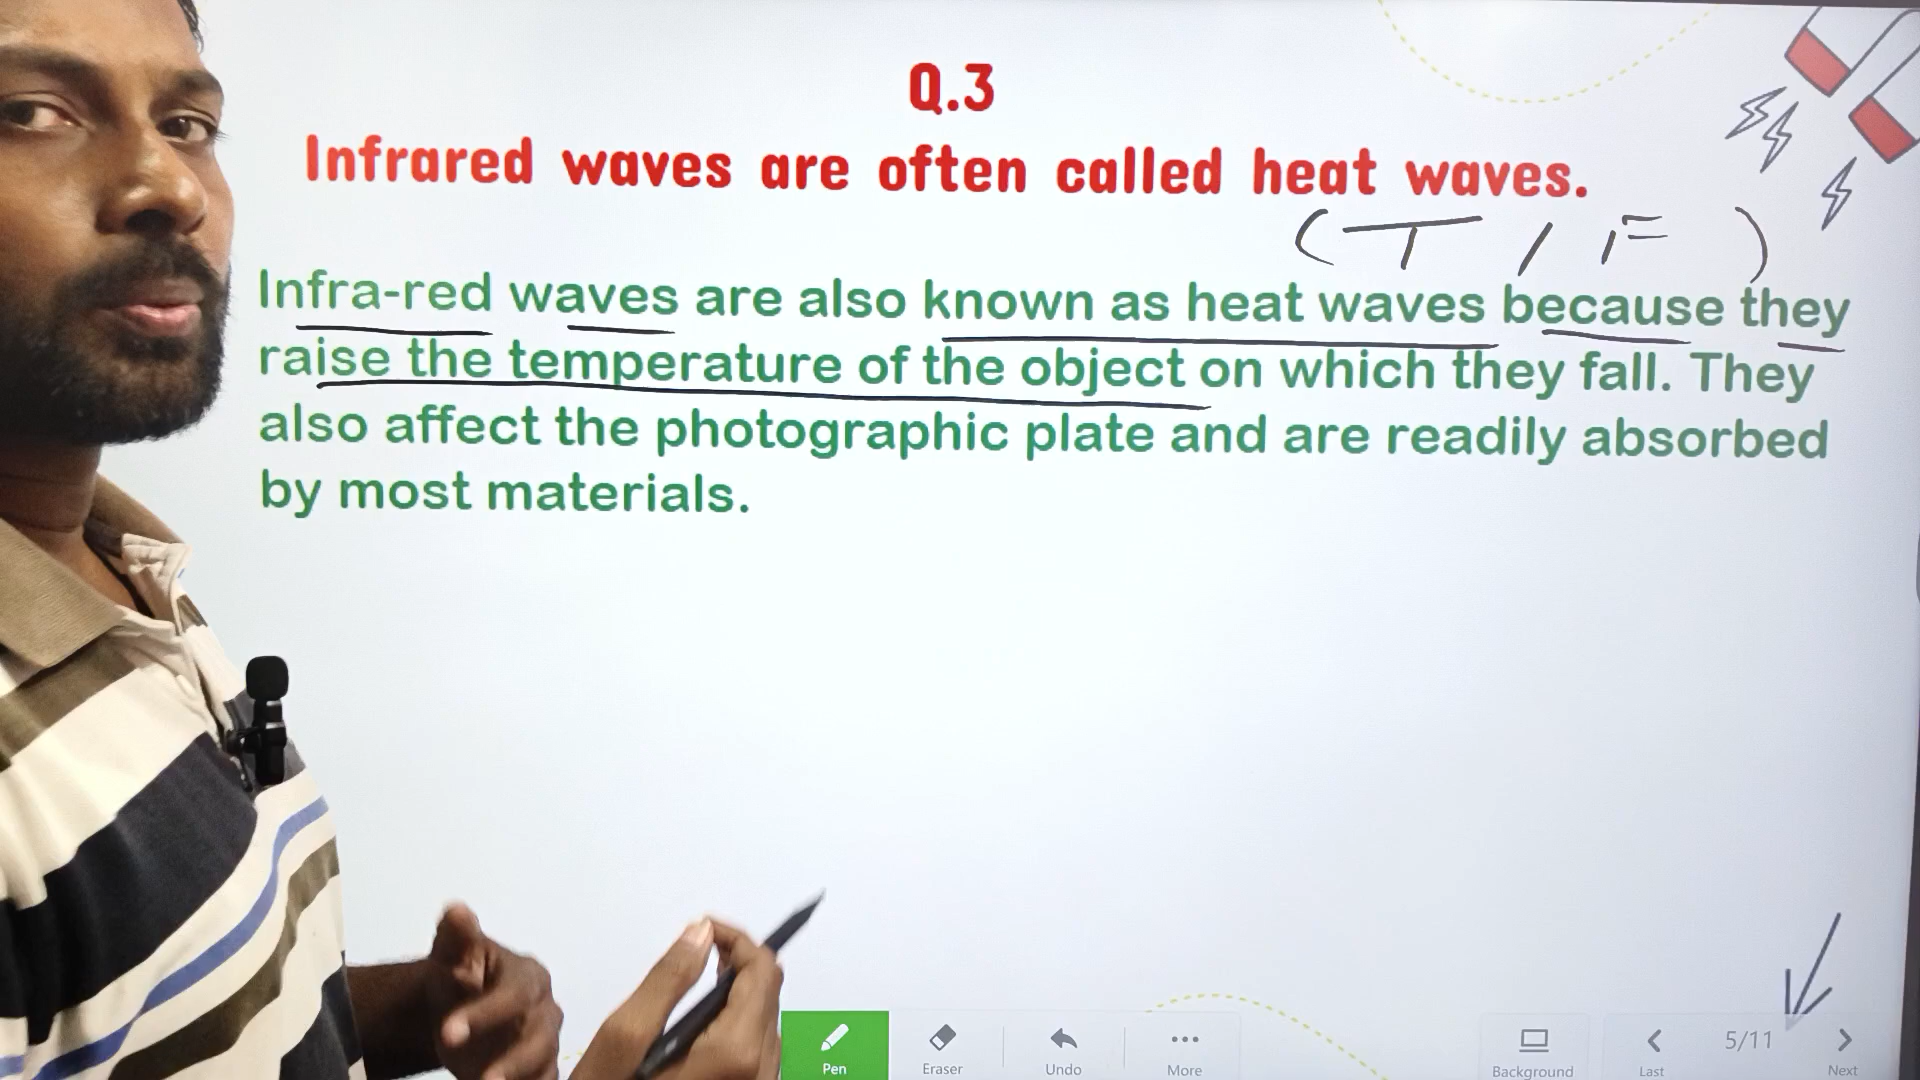 Q.3
Infrared waves are often called heat waves.
( T / F )
Infra-red waves are also known as heat waves because they
raise the temperature of the object on which they fall. They
also affect the photographic plate and are readily absorbed
by most materials.
Pen Eraser Undo More Background Last 5/11 Next